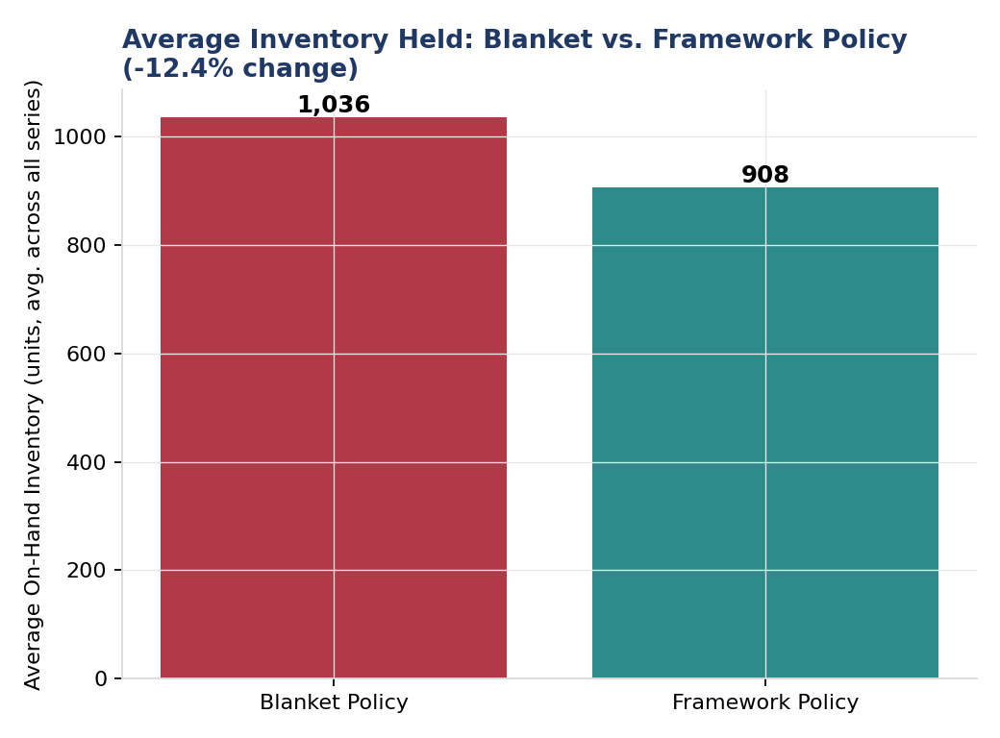 Average Inventory Held: Blanket vs. Framework Policy
(-12.4% change)
Average On-Hand Inventory (units, avg. across all series)
1000
800
600
400
200
0
1,036
908
Blanket Policy
Framework Policy